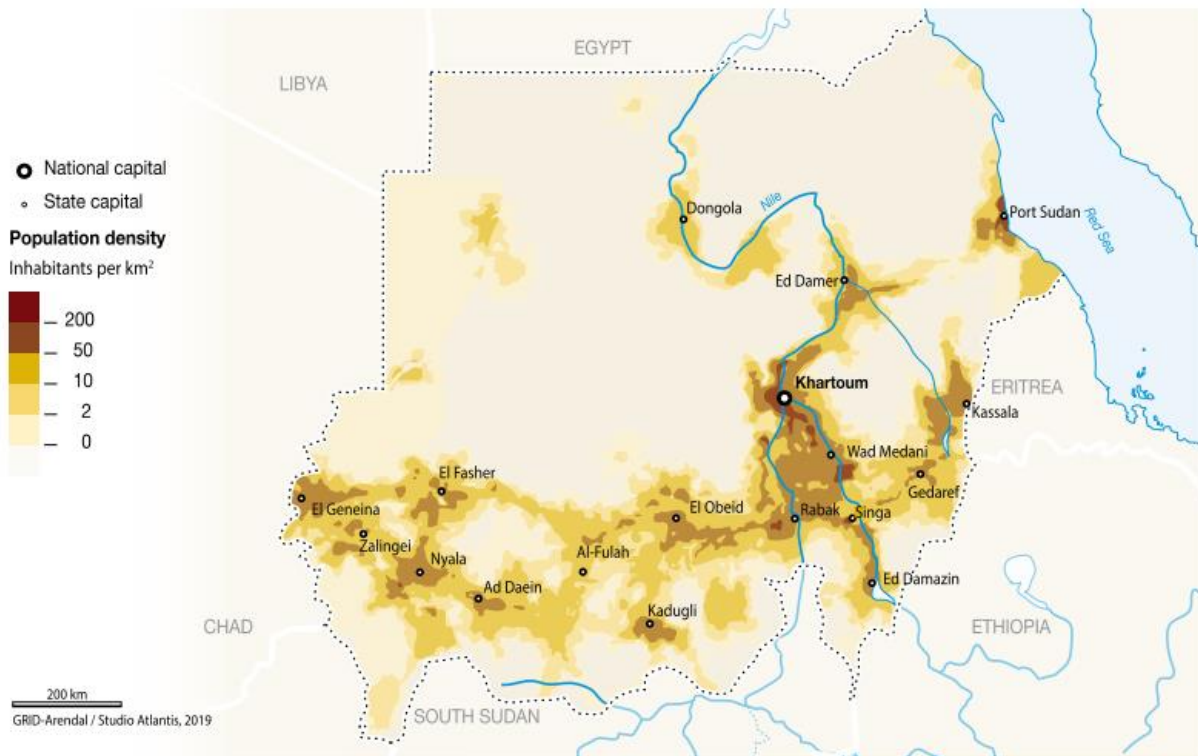 EGYPT
LIBYA
National capital
State capital
Population density
Inhabitants per km²
200
50
10
2
0
Dongola
Nile
Port Sudan
Red Sea
Ed Damer
Khartoum
ERITREA
Kassala
Wad Medani
Gedaref
El Fasher
El Geneina
El Obeid
Rabak
Singa
Zalingei
Al-Fulah
Nyala
Ad Daein
Ed Damazin
Kadugli
CHAD
ETHIOPIA
200 km
SOUTH SUDAN
GRID-Arendal / Studio Atlantis, 2019